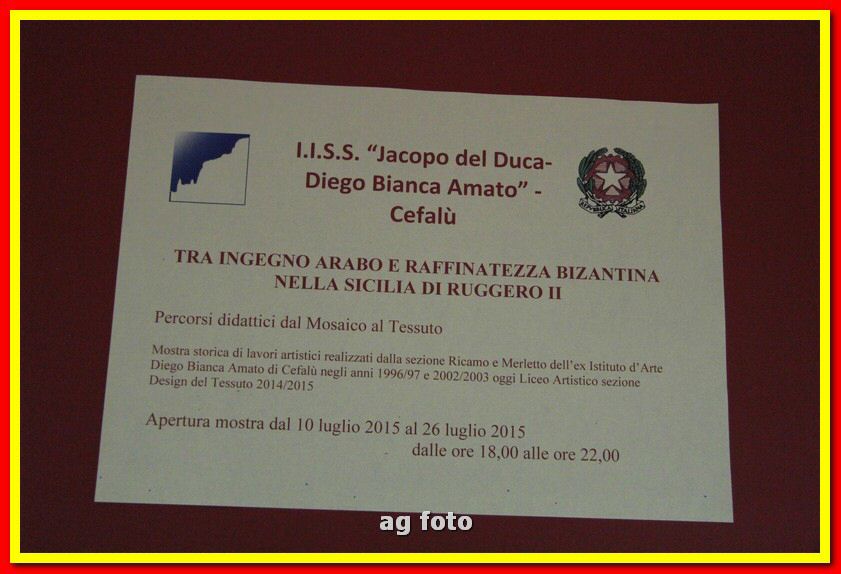 I.I.S.S. “Jacopo del Duca-
Diego Bianca Amato” -
Cefalù
REPVBBLICA ITALIANA
TRA INGEGNO ARABO E RAFFINATEZZA BIZANTINA
NELLA SICILIA DI RUGGERO II
Percorsi didattici dal Mosaico al Tessuto
Mostra storica di lavori artistici realizzati dalla sezione Ricamo e Merletto dell’ex Istituto d’Arte
Diego Bianca Amato di Cefalù negli anni 1996/97 e 2002/2003 oggi Liceo Artistico sezione
Design del Tessuto 2014/2015
Apertura mostra dal 10 luglio 2015 al 26 luglio 2015
dalle ore 18,00 alle ore 22,00
ag foto